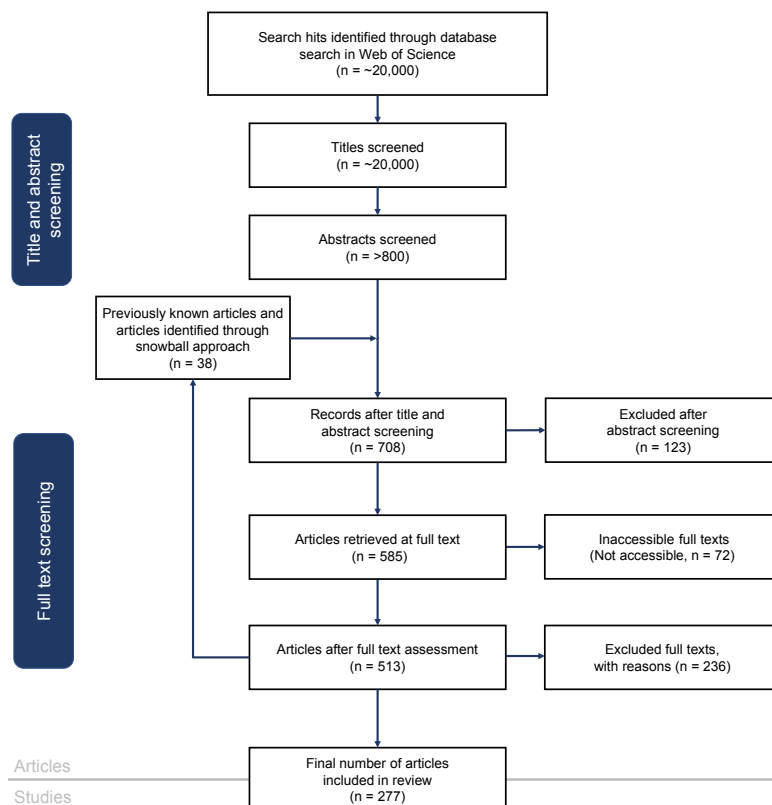 Search hits identified through database
search in Web of Science
(n = ~20,000)
Title and abstract
screening
Titles screened
(n = ~20,000)
Abstracts screened
(n = >800)
Previously known articles and
articles identified through
snowball approach
(n = 38)
Records after title and
abstract screening
(n = 708)
Excluded after
abstract screening
(n = 123)
Full text screening
Articles retrieved at full text
(n = 585)
Inaccessible full texts
(Not accessible, n = 72)
Articles after full text assessment
(n = 513)
Excluded full texts,
with reasons (n = 236)
Final number of articles
included in review
(n = 277)
Articles
Studies